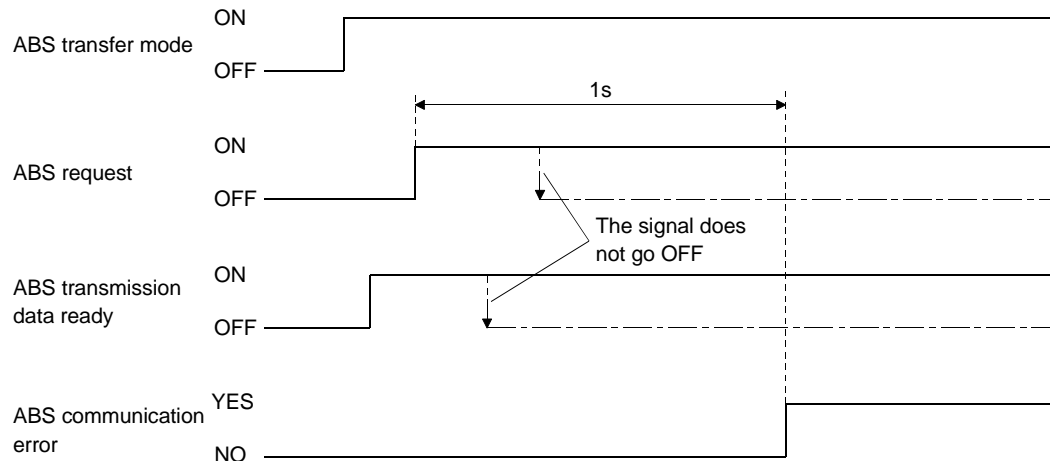 ON
ABS transfer mode
OFF
1s
ON
ABS request
OFF
The signal does
not go OFF
ON
ABS transmission
data ready
OFF
YES
ABS communication
error
NO